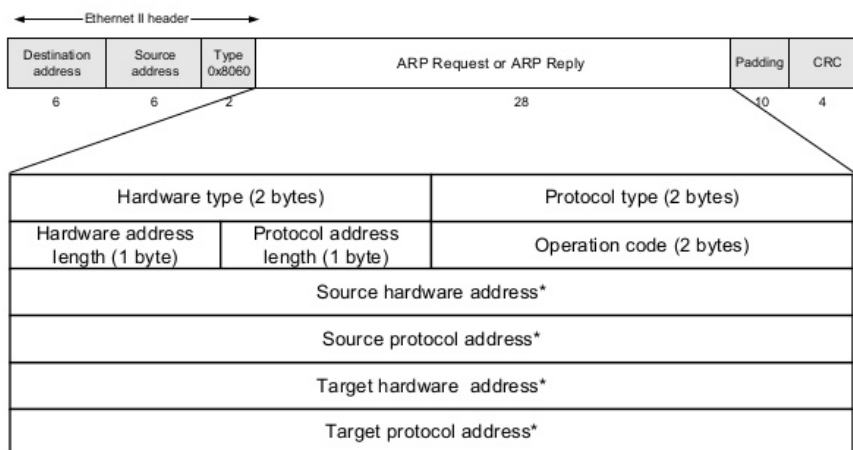 Ethernet II header
Destination
address
Source
address
Type
0x8060
ARP Request or ARP Reply
Padding
CRC
6
6
2
28
10
4
Hardware type (2 bytes)
Protocol type (2 bytes)
Hardware address
length (1 byte)
Protocol address
length (1 byte)
Operation code (2 bytes)
Source hardware address*
Source protocol address*
Target hardware address*
Target protocol address*